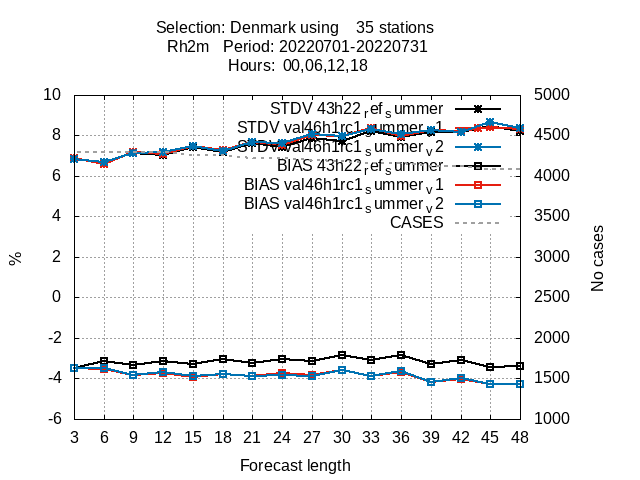 Selection: Denmark using 35 stations
Rh2m Period: 20220701-20220731
Hours: 00,06,12,18
STDV 43h22_ref_summer
STDV val46h1rc1_summer_v1
STDV val46h1rc1_summer_v2
BIAS 43h22_ref_summer
BIAS val46h1rc1_summer_v1
BIAS val46h1rc1_summer_v2
CASES
10
8
6
4
2
0
-2
-4
-6
%
5000
4500
4000
3500
3000
2500
2000
1500
1000
No cases
3 6 9 12 15 18 21 24 27 30 33 36 39 42 45 48
Forecast length